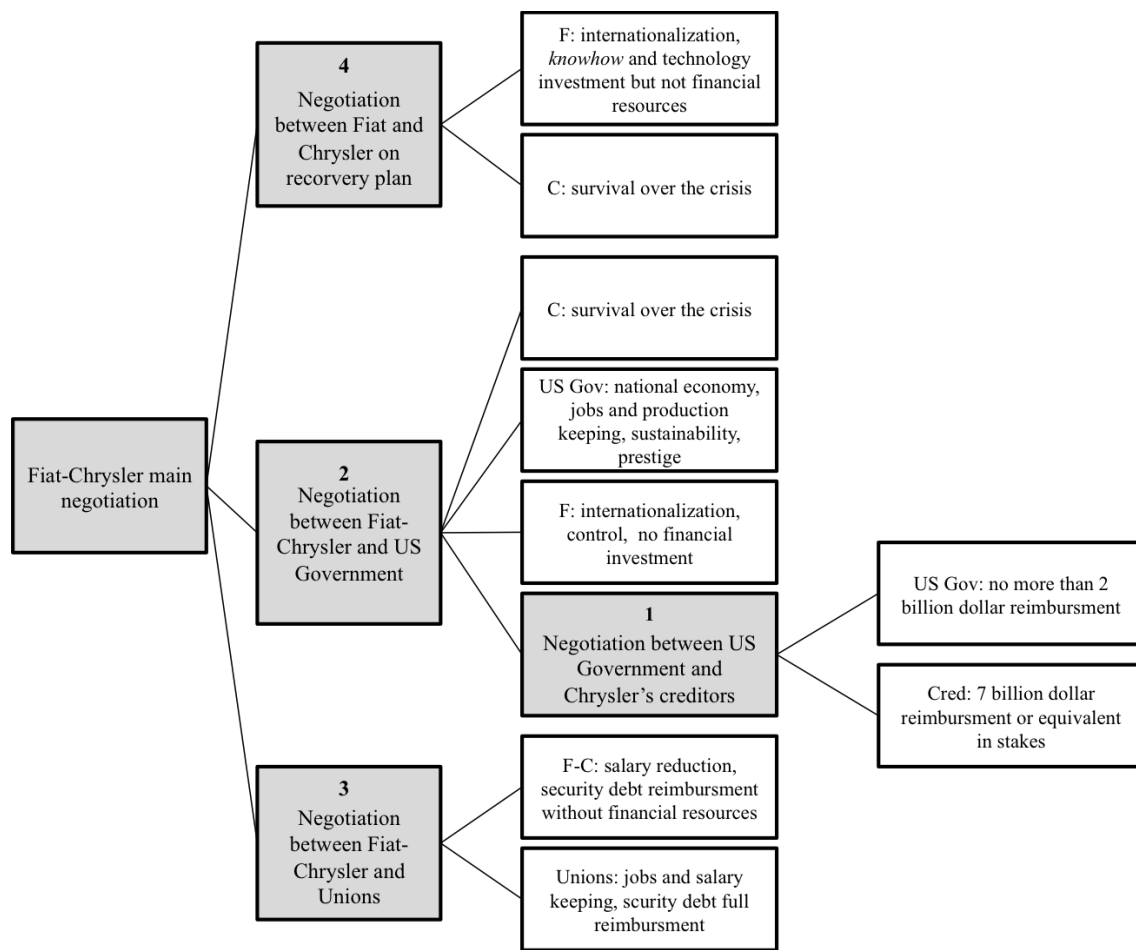 F: internationalization,
knowhow and technology
investment but not financial
resources
4
Negotiation
between Fiat and
Chrysler on
recorvery plan
C: survival over the crisis
C: survival over the crisis
US Gov: national economy,
jobs and production
keeping, sustainability,
prestige
Fiat-Chrysler main
negotiation
2
Negotiation
between Fiat-
Chrysler and US
Government
F: internationalization,
control, no financial
investment
US Gov: no more than 2
billion dollar reimbursment
1
Negotiation between US
Government and
Chrysler’s creditors
Cred: 7 billion dollar
reimbursment or equivalent
in stakes
3
Negotiation
between Fiat-
Chrysler and
Unions
F-C: salary reduction,
security debt reimbursment
without financial resources
Unions: jobs and salary
keeping, scurity debt full
reimbursment